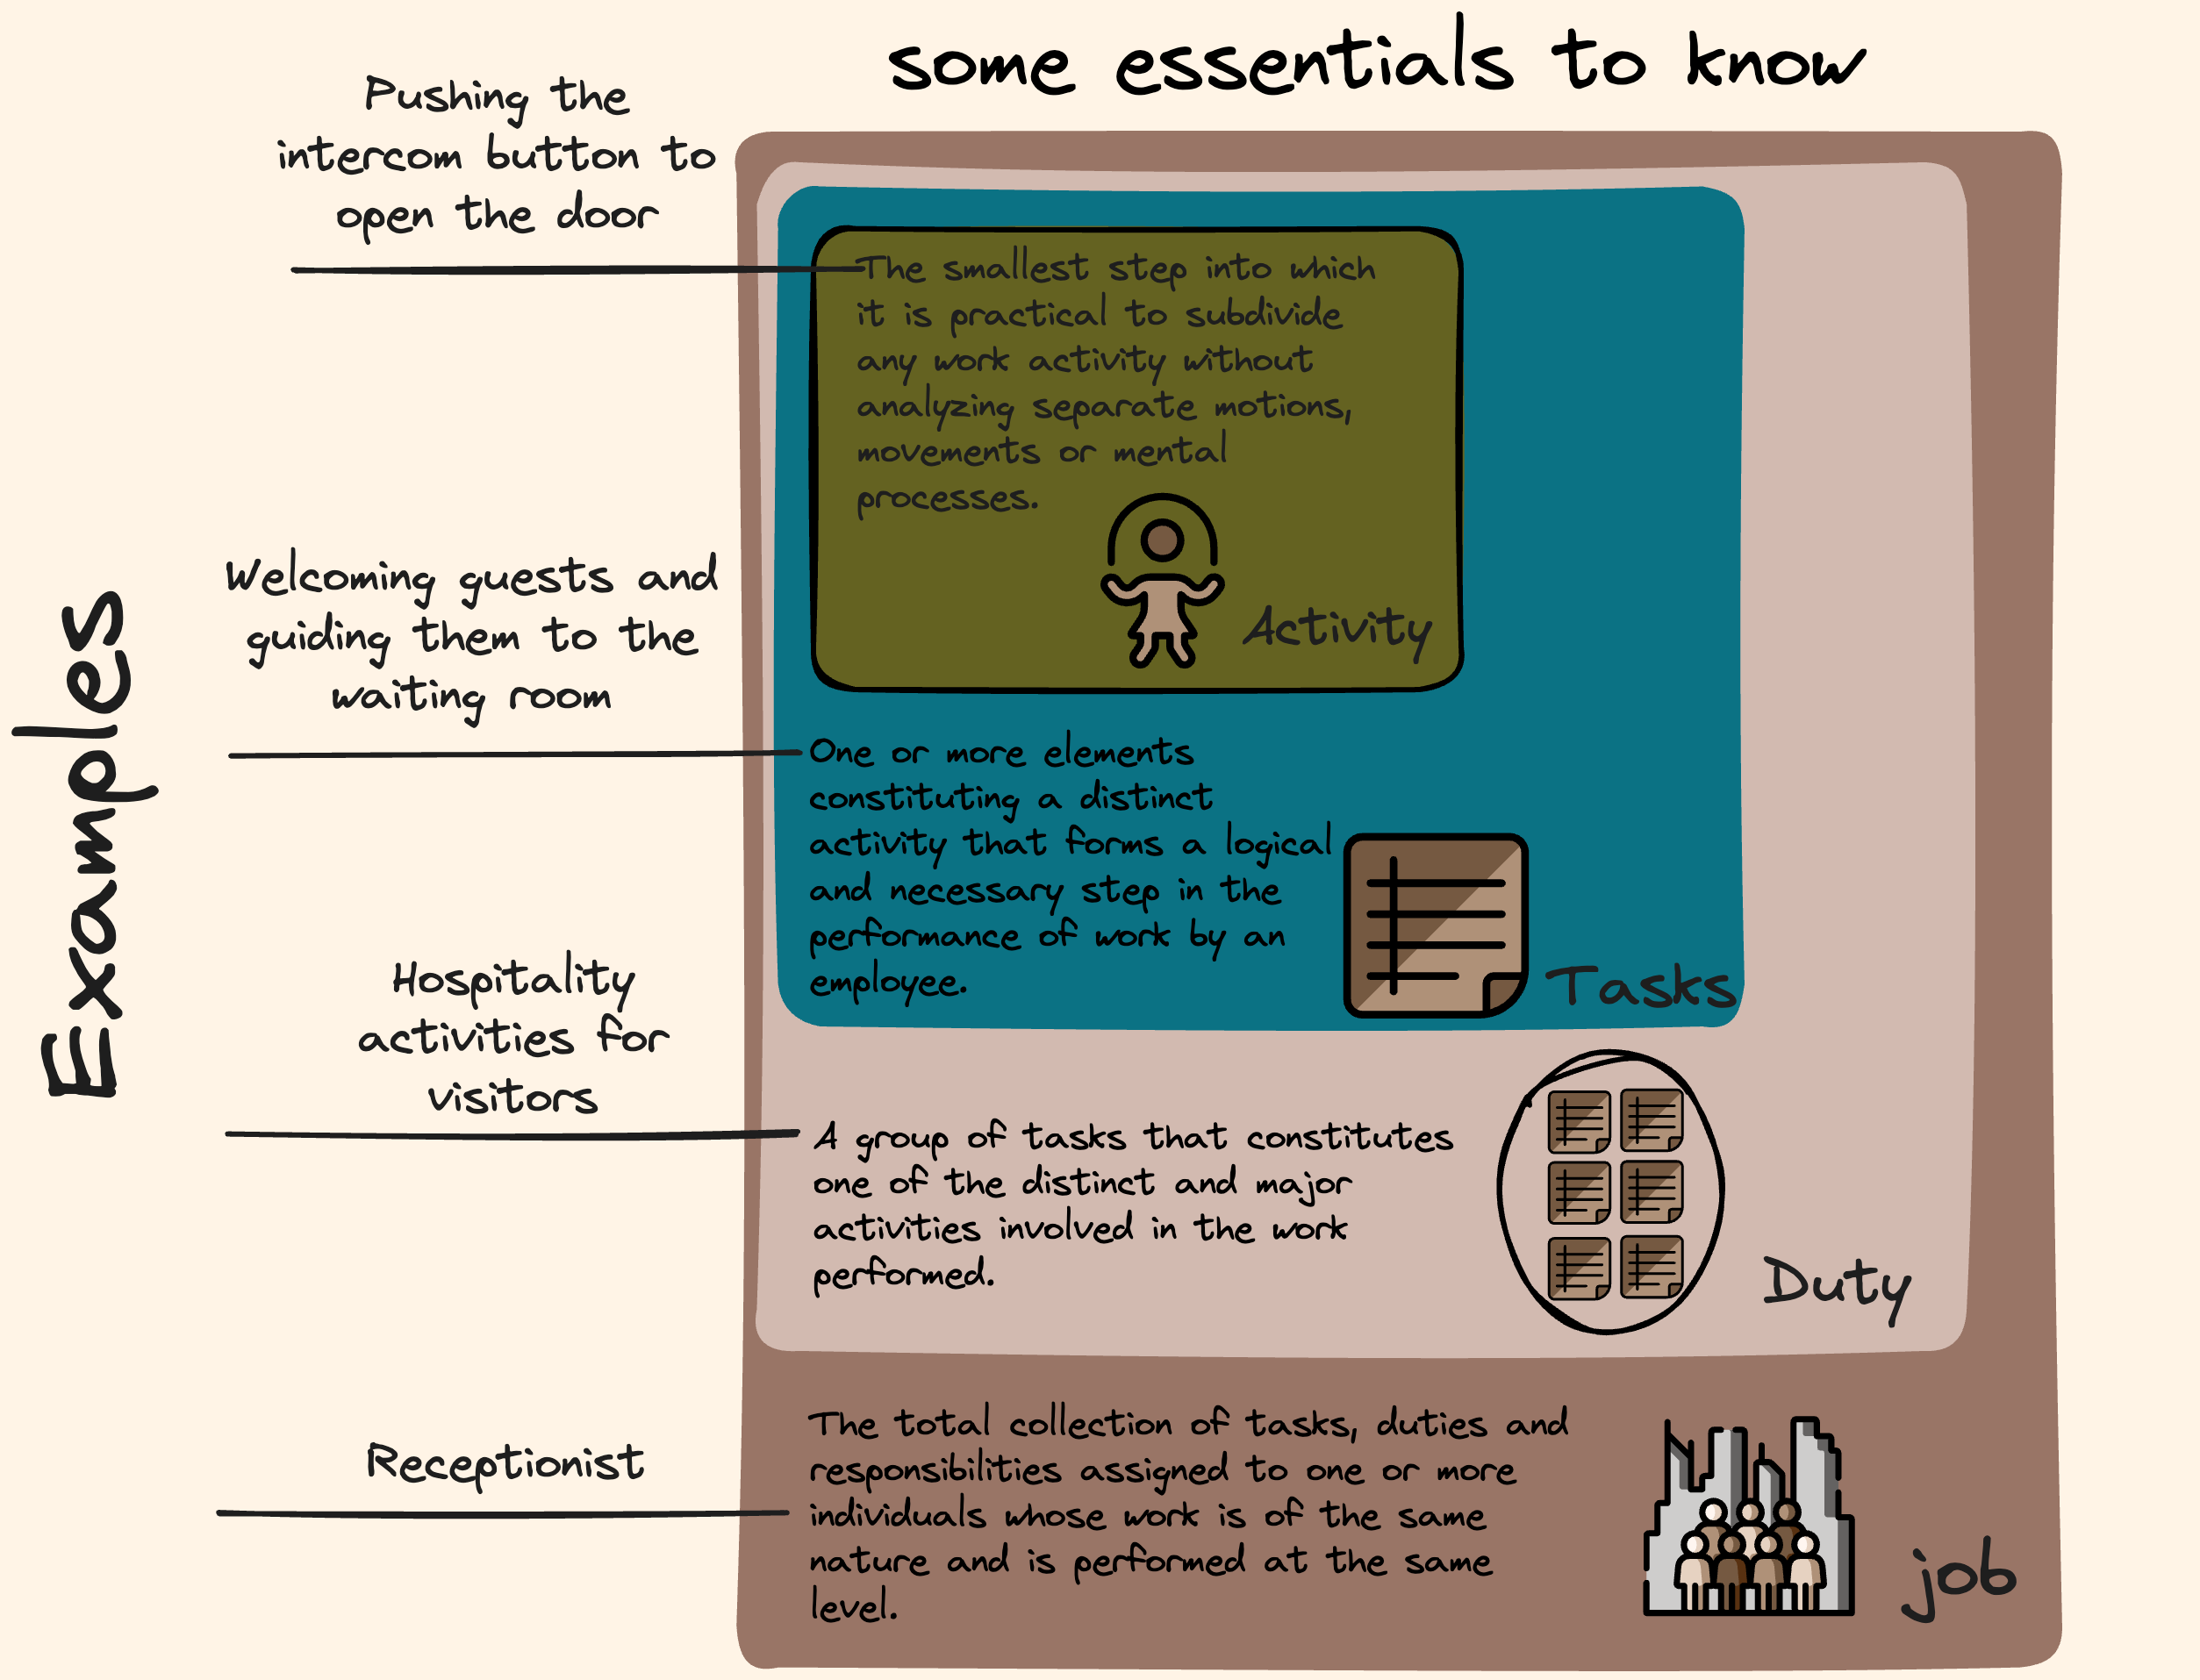 some essentials to know
Pushing the
intercom button to
open the door
The smallest step into which
it is practical to subdivide
any work activity without
analyzing separate motions,
movements or mental
processes.
Activity
Examples
Welcoming guests and
guiding them to the
waiting room
One or more elements
constituting a distinct
activity that forms a logical
and necessary step in the
performance of work by an
employee.
Tasks
Hospitality
activities for
visitors
A group of tasks that constitutes
one of the distinct and major
activities involved in the work
performed.
Duty
Receptionist
The total collection of tasks, duties and
responsibilities assigned to one or more
individuals whose work is of the same
nature and is performed at the same
level.
job